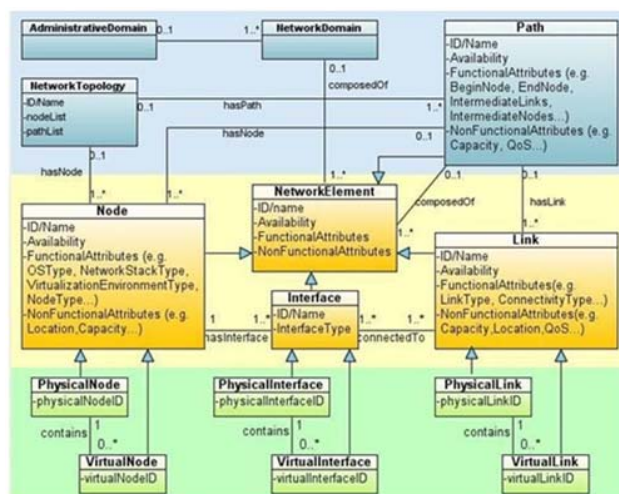 AdministrativeDomain
0..1
1..*
NetworkDomain
0..1
composedOf
Path
-ID/Name
-Availability
-FunctionalAttributes (e.g.
BeginNode, EndNode,
IntermediateLinks,
IntermediateNodes...)
-NonFunctionalAttributes (e.g.
Capacity, QoS...)
NetworkTopology
-ID/Name
-nodeList
-pathList
0..1
hasPath
1..*
hasNode
0..1
0..1
hasNode
1..*
1..*
1..*
0..1
composedOf
1..*
0..1
hasLink
1..*
NetworkElement
-ID/name
-Availability
-FunctionalAttributes
-NonFunctionalAttributes
Node
-ID/Name
-Availability
-FunctionalAttributes (e.g.
OSType, NetworkStackType,
VirtualizationEnvironmentType,
NodeType...)
-NonFunctionalAttributes (e.g.
Location,Capacity...)
Link
-ID/Name
-Availability
-FunctionalAttributes(e.g.
LinkType, ConnectivityType...)
-NonFunctionalAttributes(e.g.
Capacity,Location,QoS...)
Interface
-ID/Name
-InterfaceType
1
1..*
hasInterface
1..*
1..*
connectedTo
PhysicalNode
-physicalNodeID
contains
1
0..*
VirtualNode
-virtualNodeID
PhysicalInterface
-physicalInterfaceID
contains
1
0..*
VirtualInterface
-virtualInterfaceID
PhysicalLink
-physicalLinkID
contains
1
0..*
VirtualLink
-virtualLinkID